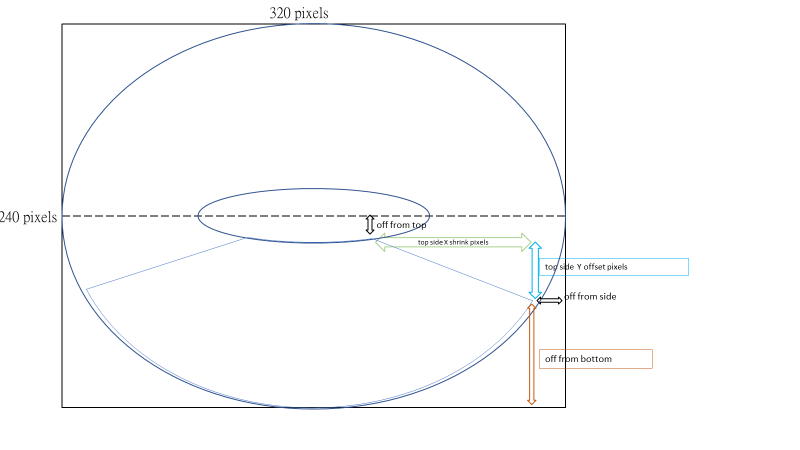 320 pixels
240 pixels
off from top
top side X shrink pixels
top side Y offset pixels
off from side
off from bottom